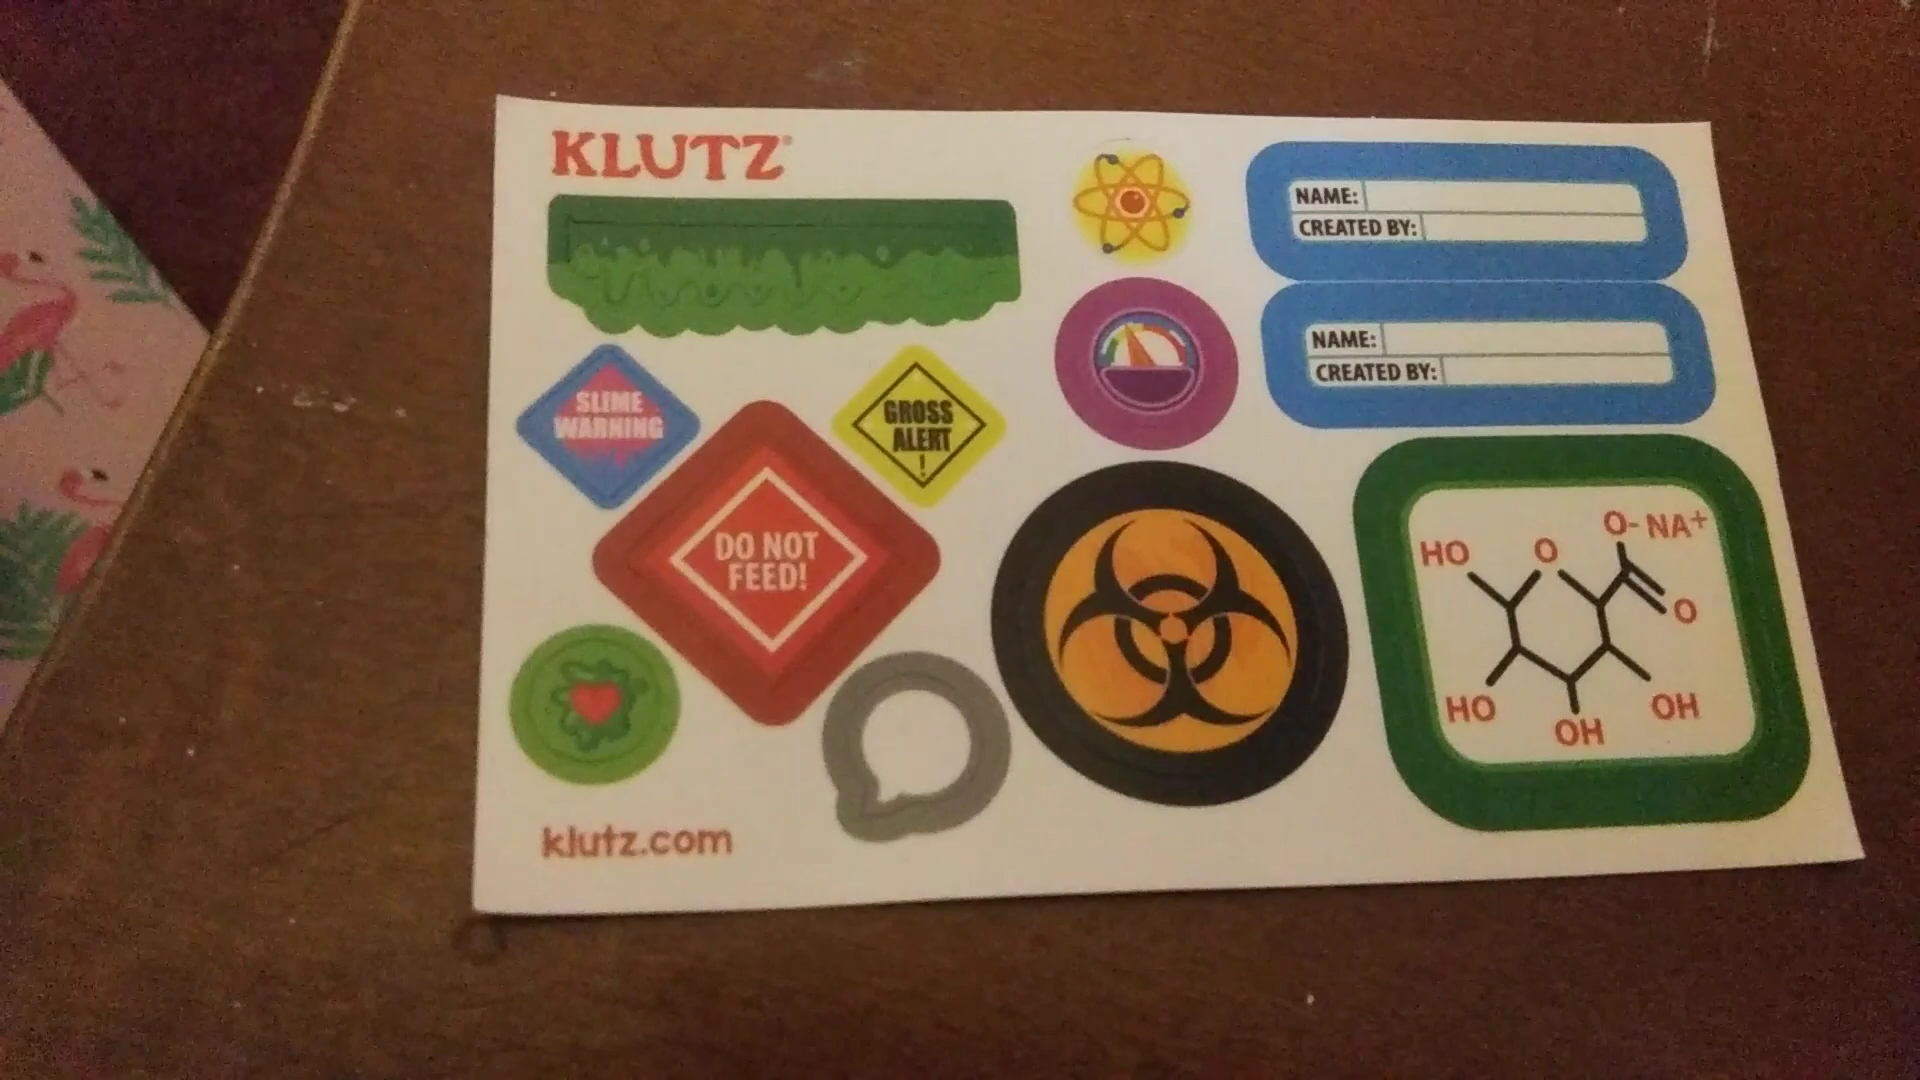 KLUTZ®
NAME:
CREATED BY:
NAME:
CREATED BY:
SLIME
WARNING
GROSS
ALERT
!
DO NOT
FEED!
HO
O
O- NA+
O
HO
OH
OH
klutz.com